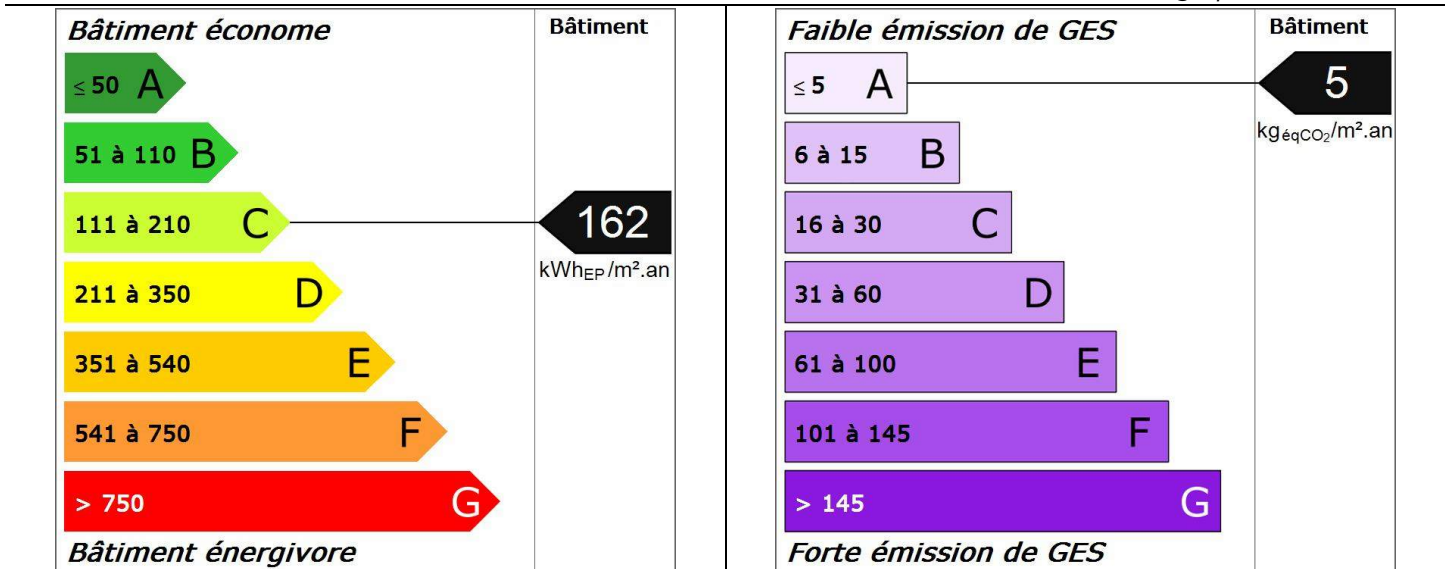 Bâtiment économe
Bâtiment
≤ 50 A
51 à 110 B
111 à 210 C
162
kWhEP/m².an
211 à 350 D
351 à 540 E
541 à 750 F
> 750 G
Bâtiment énergivore
Faible émission de GES
Bâtiment
≤ 5 A
5
kgéqCO₂/m².an
6 à 15 B
16 à 30 C
31 à 60 D
61 à 100 E
101 à 145 F
> 145 G
Forte émission de GES